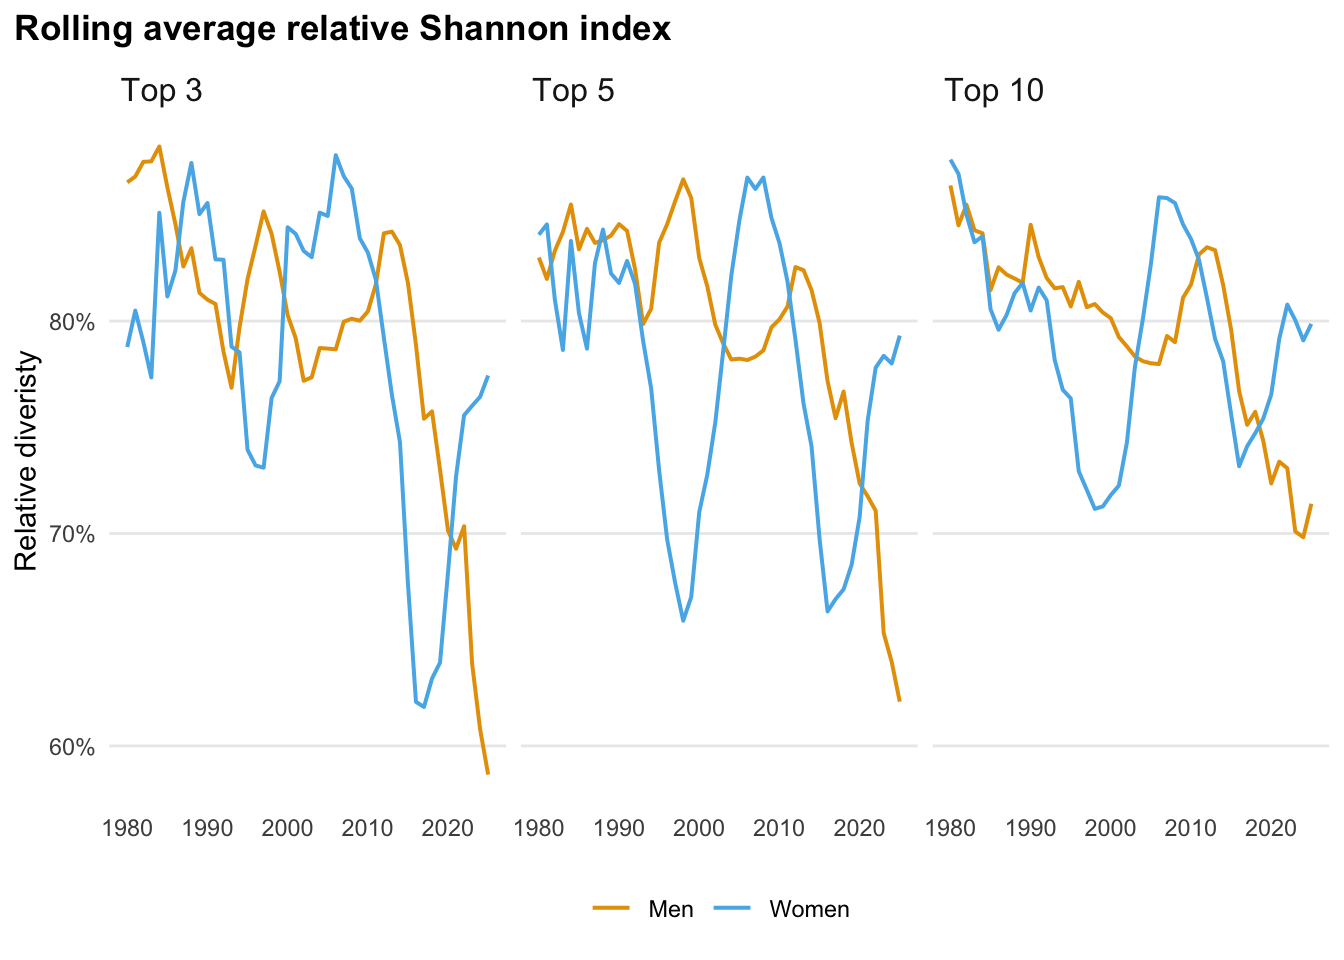 Rolling average relative Shannon index
Top 3
Top 5
Top 10
Relative diveristy
80%
70%
60%
1980 1990 2000 2010 2020
1980 1990 2000 2010 2020
1980 1990 2000 2010 2020
Men
Women